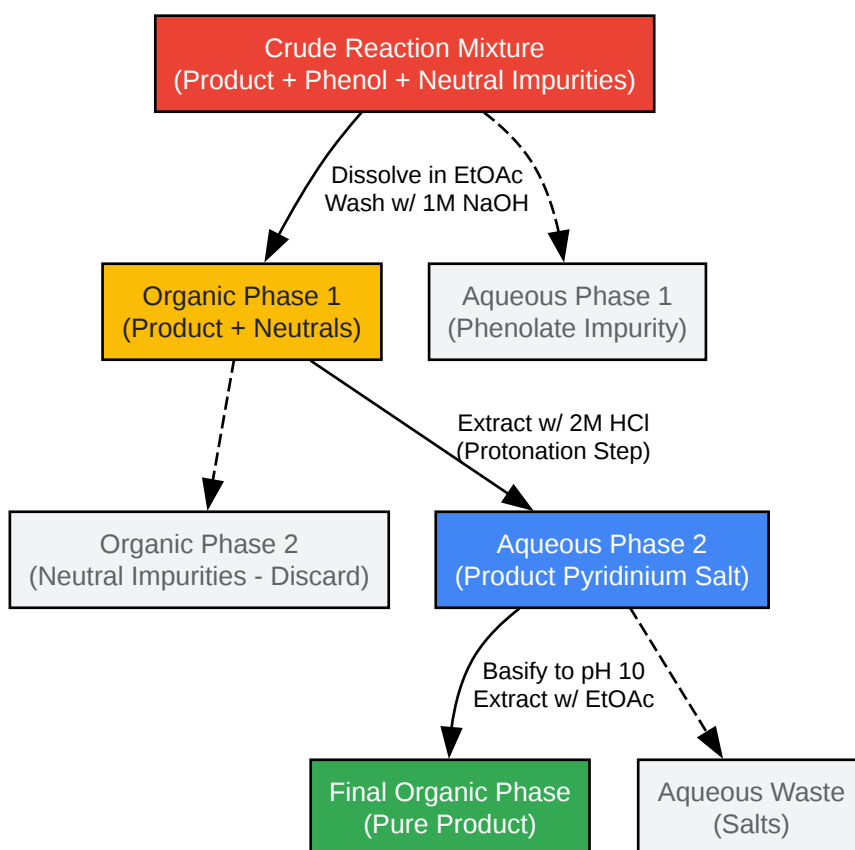 Crude Reaction Mixture
(Product + Phenol + Neutral Impurities)
Dissolve in EtOAc
Wash w/ 1M NaOH
Organic Phase 1
(Product + Neutrals)
Aqueous Phase 1
(Phenolate Impurity)
Extract w/ 2M HCl
(Protonation Step)
Organic Phase 2
(Neutral Impurities - Discard)
Aqueous Phase 2
(Product Pyridinium Salt)
Basify to pH 10
Extract w/ EtOAc
Final Organic Phase
(Pure Product)
Aqueous Waste
(Salts)